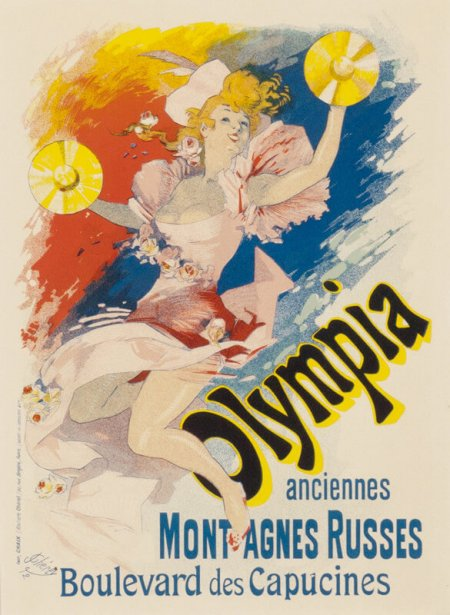 Olympia
anciennes
MONTAGNES RUSSES
Boulevard des Capucines